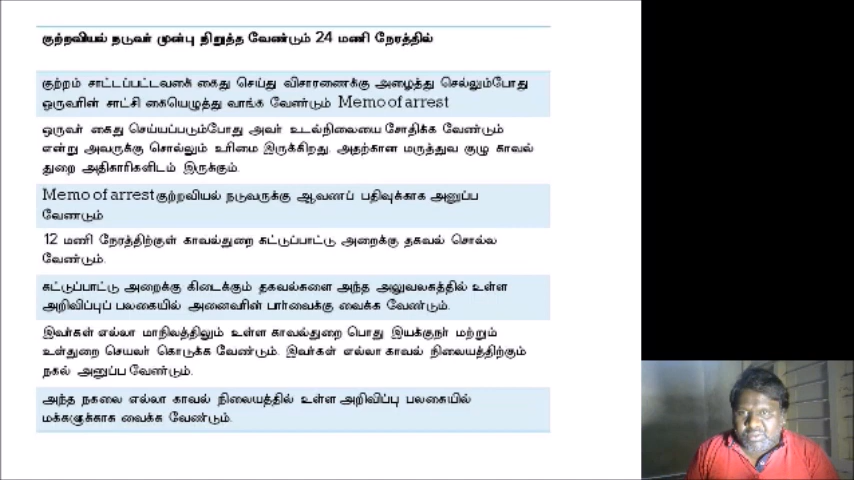 குற்றவியல் நடுவர் முன்பு நிறுத்த வேண்டும் 24 மணி நேரத்தில்
குற்றம் சாட்டப்பட்டவகை கைது செய்து விசாரணைக்கு அழைத்து செல்லும்போது
ஒருவரின் சாட்சி கையெழுத்து வாங்க வேண்டும் Memo of arrest
ஒருவர் கைது செய்யப்படும்போது அவர் உடல்நிலையை சோதிக்க வேண்டும்
என்று அவருக்கு சொல்லும் உரிமை இருக்கிறது. அதற்கான மருத்துவ குழு காவல்
துறை அதிகாரிகளிடம் இருக்கும்.
Memo of arrest குற்றவியல் நடுவருக்கு ஆவணப் பதிவுக்காக அனுப்ப
வேணடும்
12 மணி நேரத்திற்குள் காவல்துறை கட்டுப்பாட்டு அறைக்கு தகவல் சொல்ல
வேண்டும்.
கட்டுப்பாட்டு அறைக்கு கிடைக்கும் தகவல்களை அந்த அலுவலகத்தில் உள்ள
அறிவிப்புப் பலகையில் அனைவரின் பார்வைக்கு வைக்க வேண்டும்.
இவர்கள் எல்லா மாநிலத்திலும் உள்ள காவல்துறை பொது இயக்குநர் மற்றும்
உள்துறை செயலர் கொடுக்க வேண்டும். இவர்கள் எல்லா காவல் நிலையத்திற்கும்
நகல் அனுப்ப வேண்டும்.
அந்த நகலை எல்லா காவல் நிலையத்தில் உள்ள அறிவிப்பு பலகையில்
மக்களுக்காக வைக்க வேண்டும்.